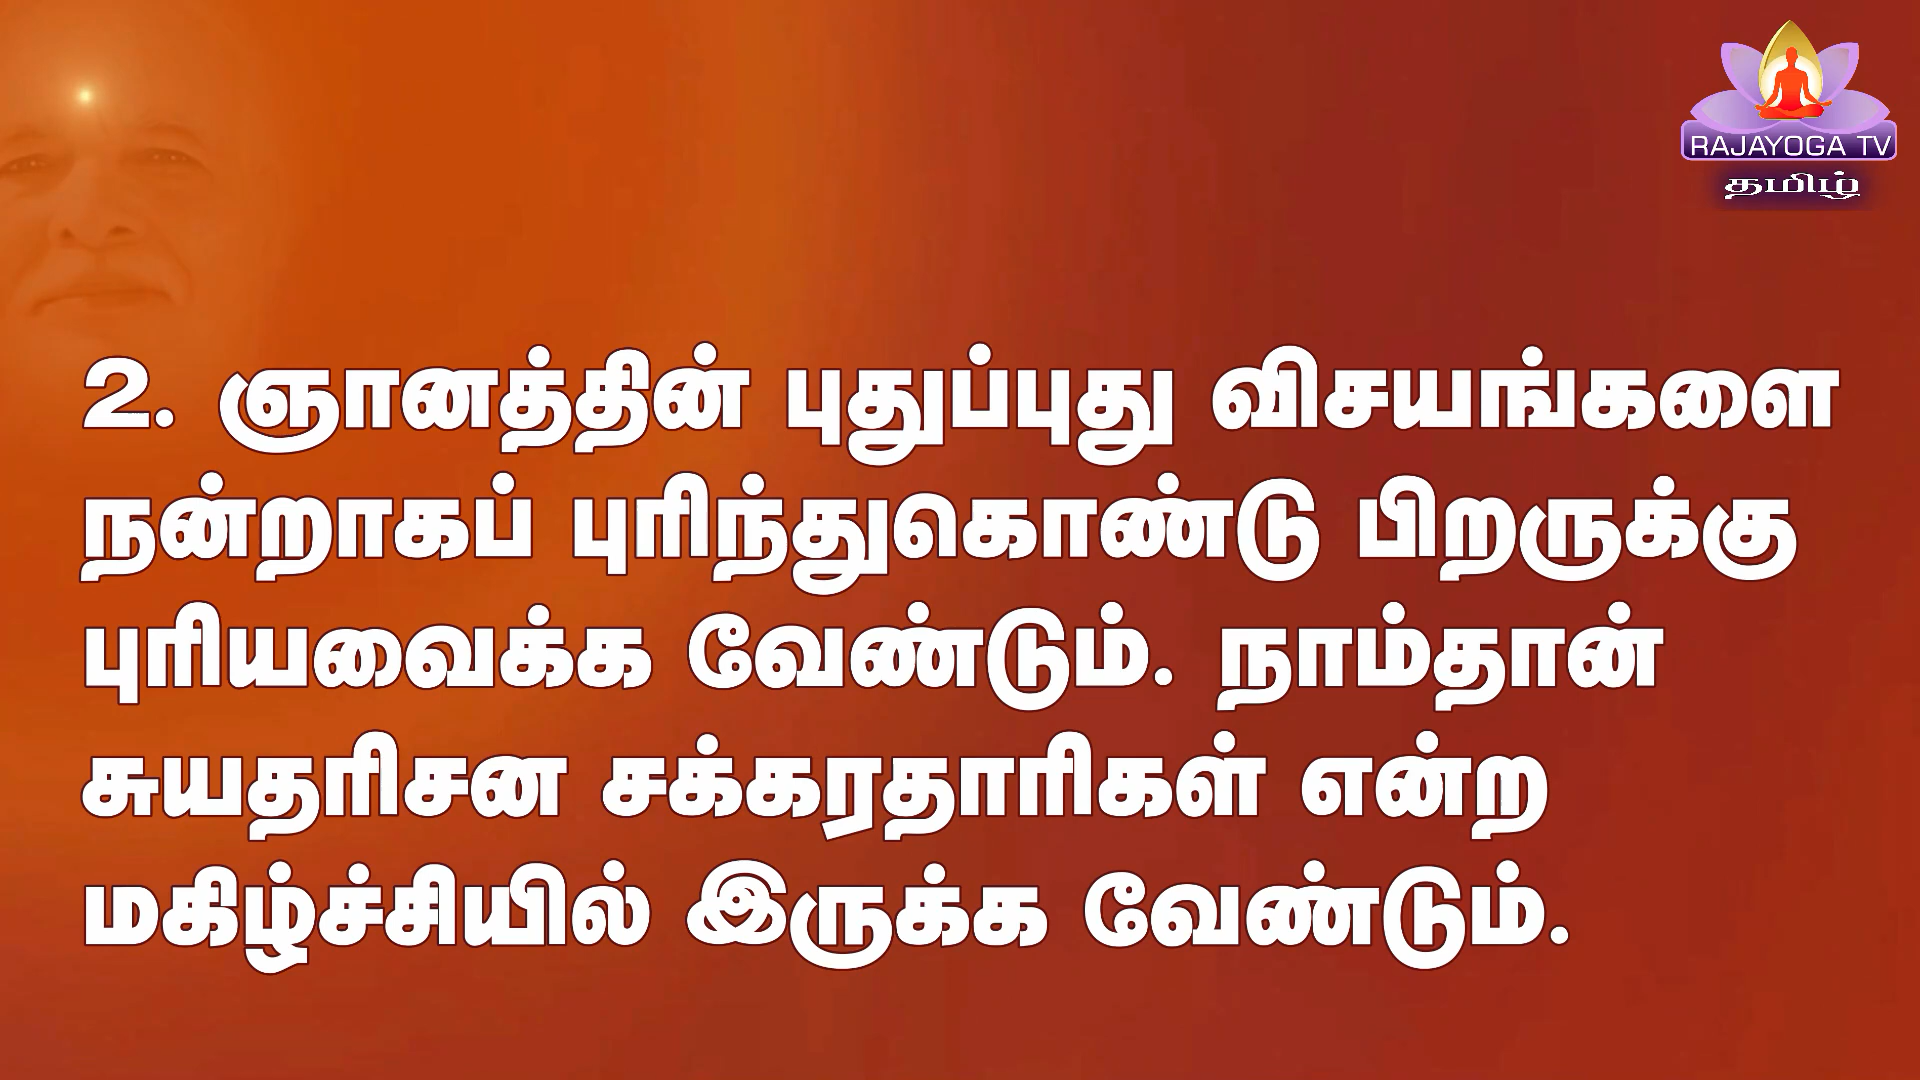 RAJAYOGA TV
தமிழ்
2. ஞானத்தின் புதுப்புது விசயங்களை
நன்றாகப் புரிந்துகொண்டு பிறருக்கு
புரியவைக்க வேண்டும். நாம்தான்
சுயதரிசன சக்கரதாரிகள் என்ற
மகிழ்ச்சியில் இருக்க வேண்டும்.